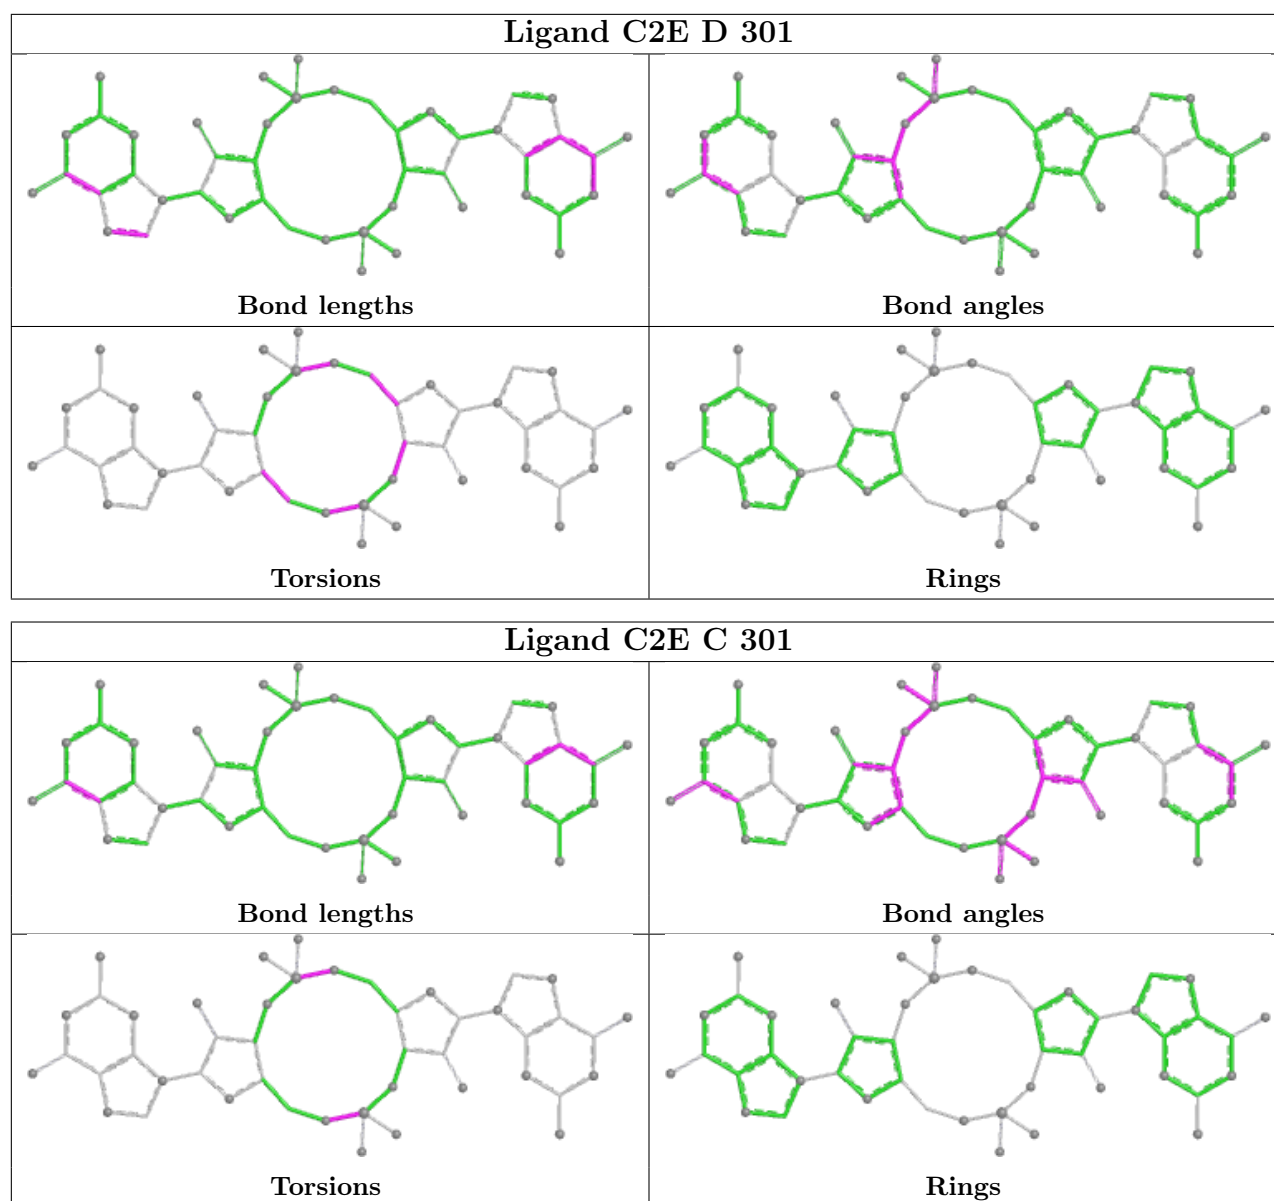 Ligand C2E D 301
Bond lengths
Bond angles
Torsions
Rings
Ligand C2E C 301
Bond lengths
Bond angles
Torsions
Rings